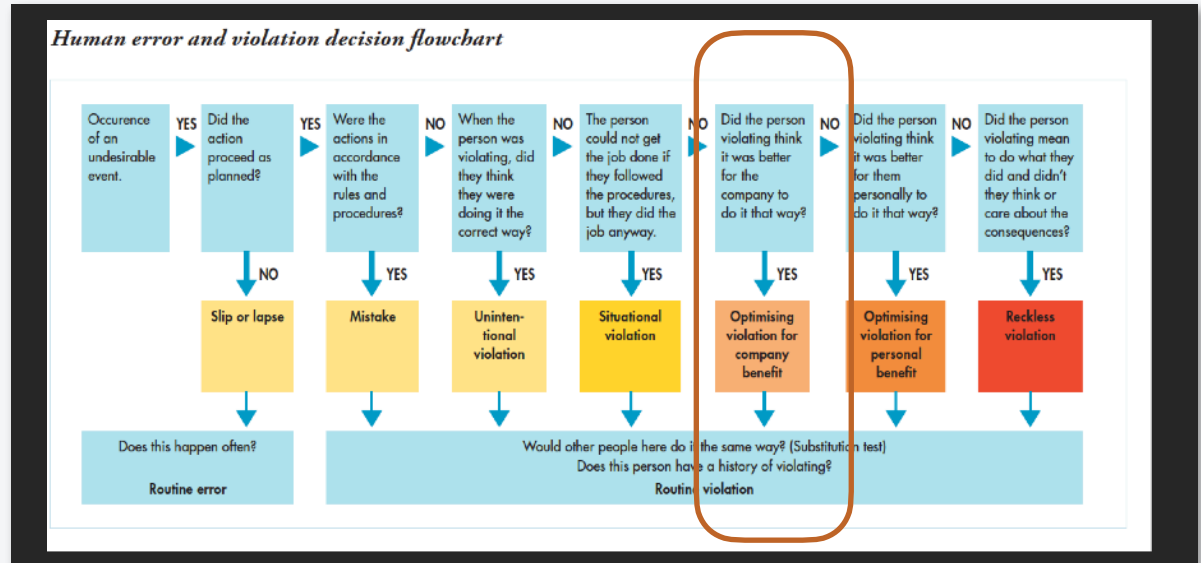 Human error and violation decision flowchart
Occurence
of an
undesirable
event.
YES
Did the
action
proceed as
planned?
YES
Were the
actions in
accordance
with the
rules and
procedures?
NO
When the
person was
violating, did
they think
they were
doing it the
correct way?
NO
The person
could not get
the job done if
they followed
the procedures,
but they did the
job anyway.
NO
Did the person
violating think
it was better
for the
company to
do it that way?
NO
Did the person
violating think
it was better
for them
personally to
do it that way?
NO
Did the person
violating mean
to do what they
did and didn't
they think or
care about the
consequences?
NO
YES
YES
YES
YES
YES
YES
Slip or lapse
Mistake
Uninten-
tional
violation
Situational
violation
Optimising
violation for
company
benefit
Optimising
violation for
personal
benefit
Reckless
violation
Does this happen often?
Routine error
Would other people here do it the same way? (Substitution test)
Does this person have a history of violating?
Routine violation